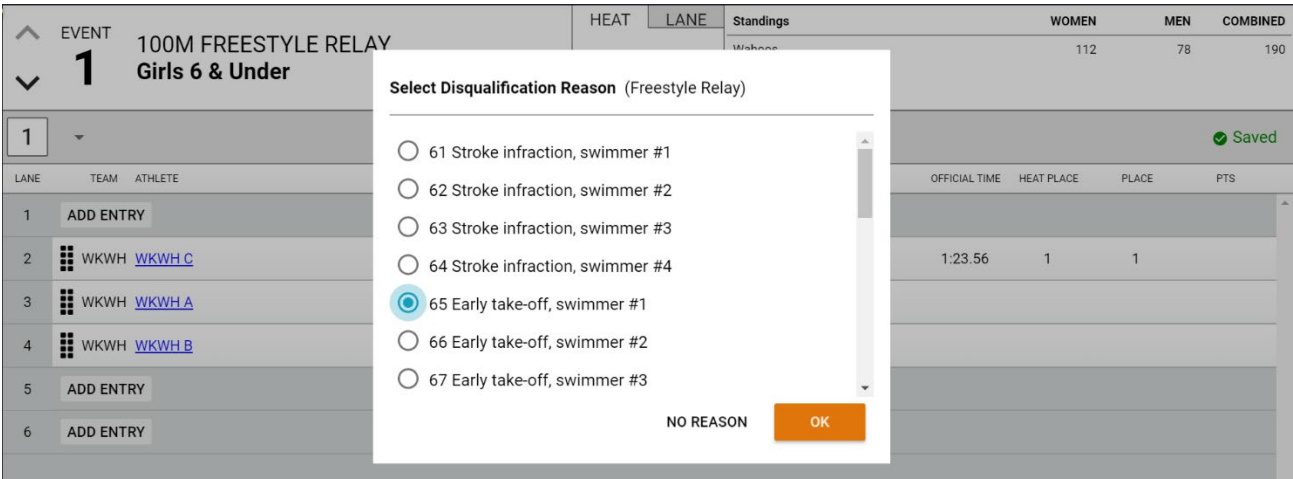 EVENT
1
100M FREESTYLE RELAY
Girls 6 & Under
HEAT LANE
Standings WOMEN MEN COMBINED
Wahoos 112 78 190
1
Saved
LANE TEAM ATHLETE OFFICIAL TIME HEAT PLACE PLACE PTS
1 ADD ENTRY
2 WKWH WKWH C 1:23.56 1 1
3 WKWH WKWH A
4 WKWH WKWH B
5 ADD ENTRY
6 ADD ENTRY
Select Disqualification Reason (Freestyle Relay)
61 Stroke infraction, swimmer #1
62 Stroke infraction, swimmer #2
63 Stroke infraction, swimmer #3
64 Stroke infraction, swimmer #4
65 Early take-off, swimmer #1
66 Early take-off, swimmer #2
67 Early take-off, swimmer #3
NO REASON OK